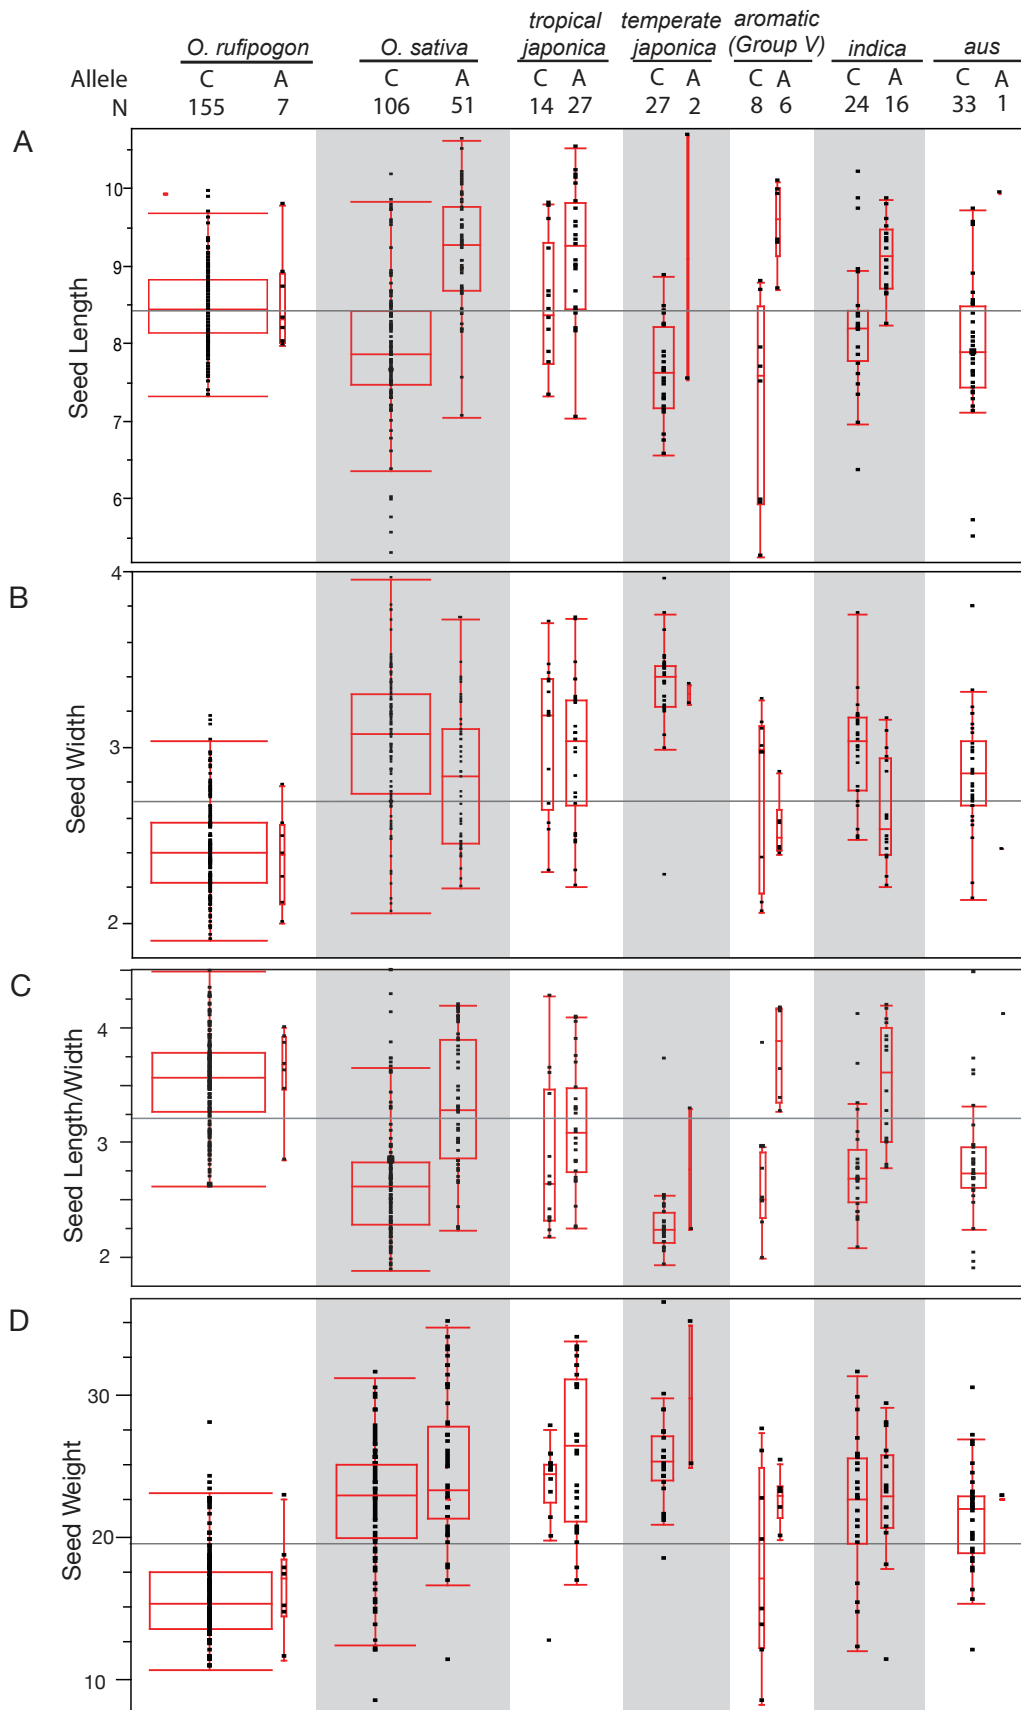 tropical temperate aromatic
O. rufipogon O. sativa japonica japonica (Group V) indica aus
Allele C A C A C A C A C A C A C A
N 155 7 106 51 14 27 27 2 8 6 24 16 33 1
A
10
9
8
7
6
Seed Length
B
4
3
2
Seed Width
C
4
3
2
Seed Length/Width
D
30
20
10
Seed Weight